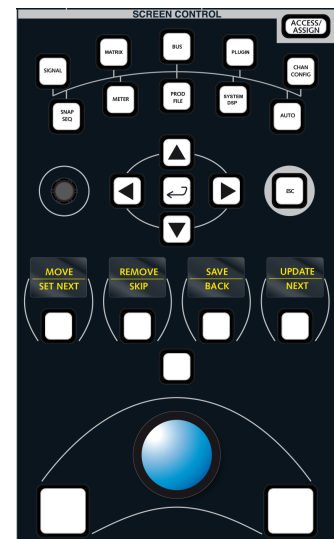 SCREEN CONTROL
ACCESS/
ASSIGN
BUS
MATRIX
PLUGIN
SIGNAL
CHAN
CONFIG
METER
PROD
FILE
SYSTEM
DSP
SNAP
SEQ
AUTO
ESC
MOVE
SET NEXT
REMOVE
SKIP
SAVE
BACK
UPDATE
NEXT